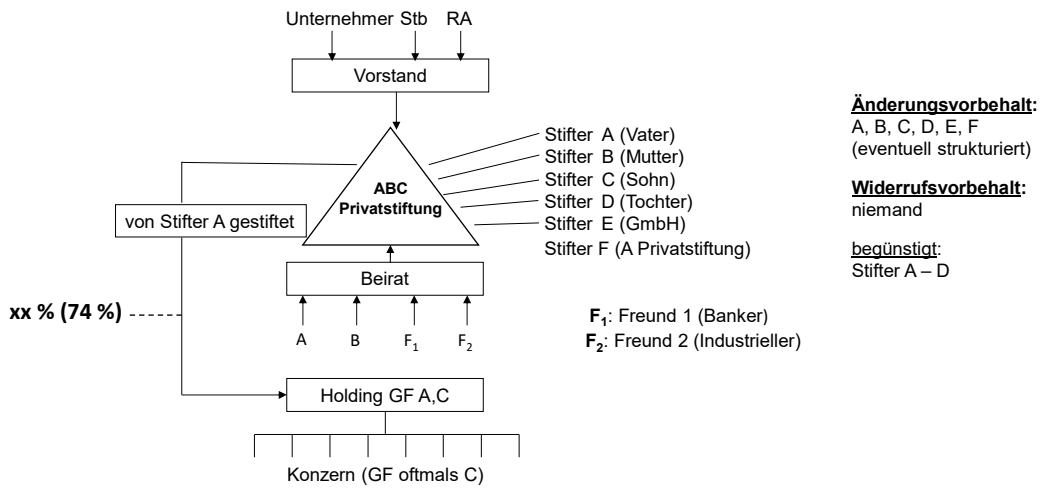 Unternehmer Stb RA
Vorstand
ABC
Privatstiftung
von Stifter A gestiftet
Stifter A (Vater)
Stifter B (Mutter)
Stifter C (Sohn)
Stifter D (Tochter)
Stifter E (GmbH)
Stifter F (A Privatstiftung)
Änderungsvorbehalt:
A, B, C, D, E, F
(eventuell strukturiert)
Widerrufsvorbehalt:
niemand
begünstigt:
Stifter A – D
Beirat
xx % (74 %)
A B F₁ F₂
F₁: Freund 1 (Banker)
F₂: Freund 2 (Industrieller)
Holding GF A,C
Konzern (GF oftmals C)